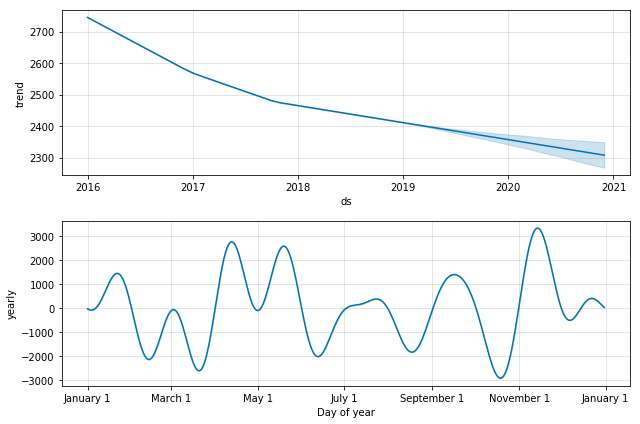 2700
2600
2500
2400
2300
trend
2016 2017 2018 2019 2020 2021
ds
3000
2000
1000
0
−1000
−2000
−3000
yearly
January 1 March 1 May 1 July 1 September 1 November 1 January 1
Day of year